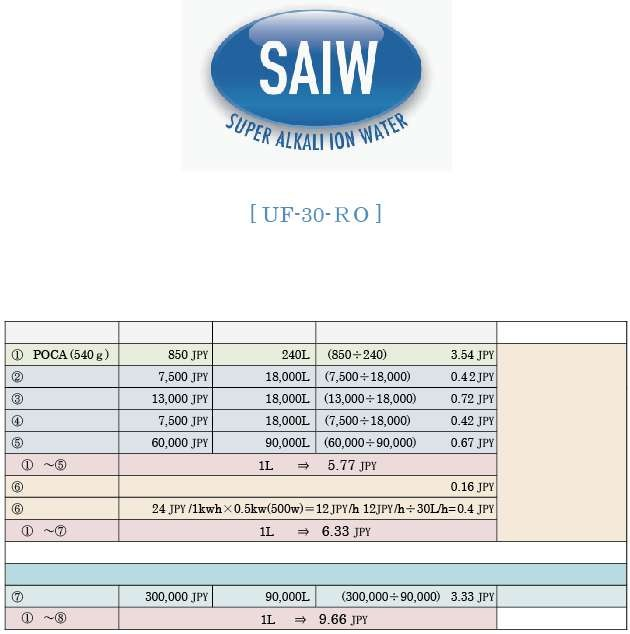 SAIW
SUPER ALKALI ION WATER
[ UF-30-RO ]
① POCA (540g) 850 JPY 240L (850÷240) 3.54 JPY
② 7,500 JPY 18,000L (7,500÷18,000) 0.42 JPY
③ 13,000 JPY 18,000L (13,000÷18,000) 0.72 JPY
④ 7,500 JPY 18,000L (7,500÷18,000) 0.42 JPY
⑤ 60,000 JPY 90,000L (60,000÷90,000) 0.67 JPY
① ～⑤ 1L ⇒ 5.77 JPY
⑥ 0.16 JPY
⑥ 24 JPY /1kwh×0.5kw(500w)＝12JPY/h 12JPY/h÷30L/h=0.4 JPY
① ～⑦ 1L ⇒ 6.33 JPY
⑦ 300,000 JPY 90,000L (300,000÷90,000) 3.33 JPY
① ～⑧ 1L ⇒ 9.66 JPY